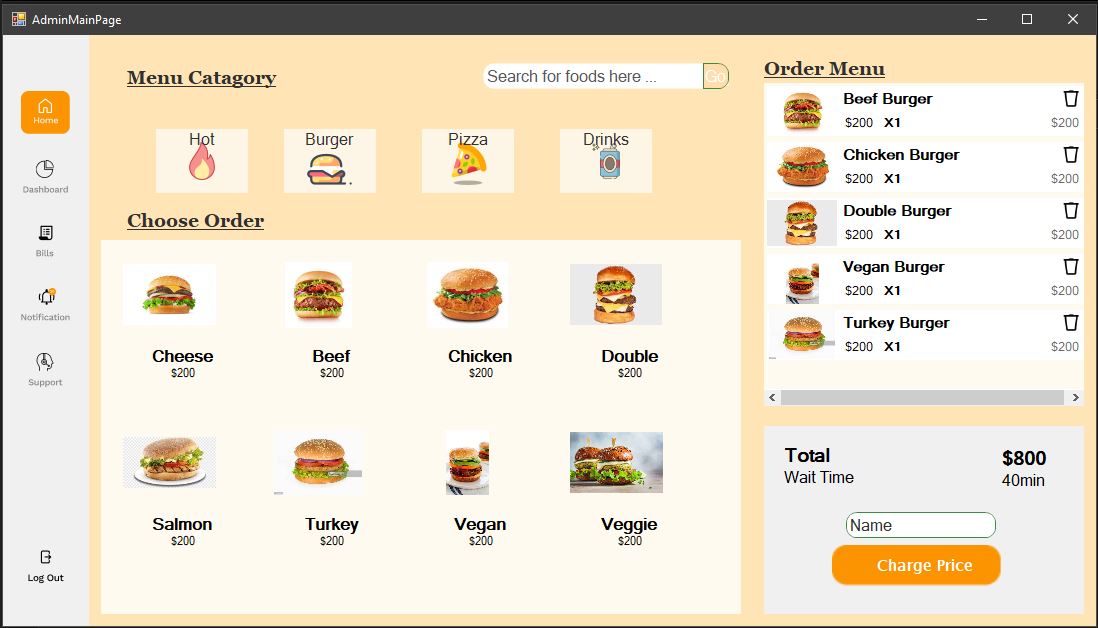 AdminMainPage
Home
Dashboard
Bills
Notification
Support
Log Out
Menu Catagory
Search for foods here ...
Go
Hot
Burger
Pizza
Drinks
Choose Order
Cheese
$200
Beef
$200
Chicken
$200
Double
$200
Salmon
$200
Turkey
$200
Vegan
$200
Veggie
$200
Order Menu
Beef Burger
$200 X1 $200
Chicken Burger
$200 X1 $200
Double Burger
$200 X1 $200
Vegan Burger
$200 X1 $200
Turkey Burger
$200 X1 $200
Total $800
Wait Time 40min
Name
Charge Price